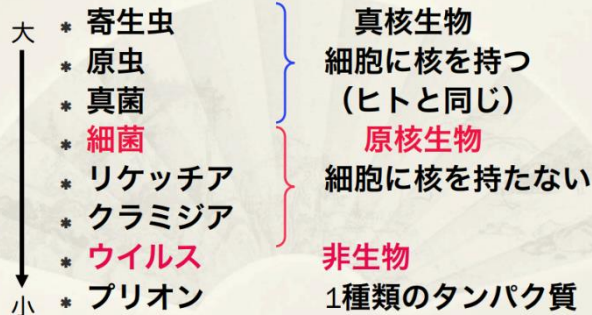 大
* 寄生虫 真核生物
* 原虫 細胞に核を持つ
* 真菌 （ヒトと同じ）
* 細菌 原核生物
* リケッチア 細胞に核を持たない
* クラミジア
* ウイルス 非生物
小 * プリオン 1種類のタンパク質